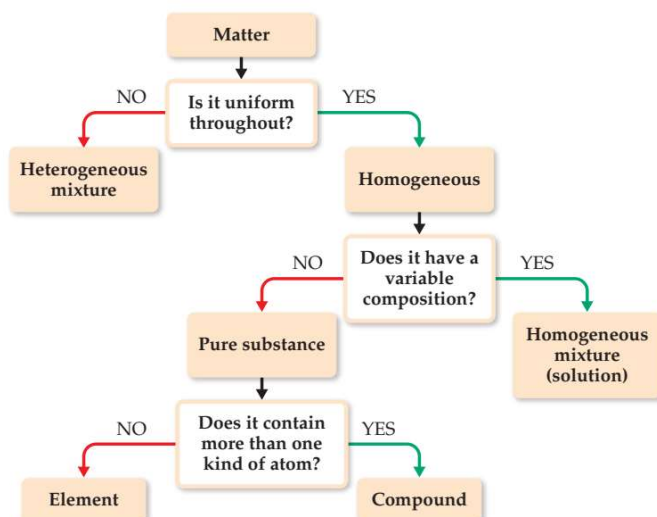 Matter
NO
Is it uniform
throughout?
YES
Heterogeneous
mixture
Homogeneous
NO
Does it have a
variable
composition?
YES
Pure substance
Homogeneous
mixture
(solution)
NO
Does it contain
more than one
kind of atom?
YES
Element
Compound